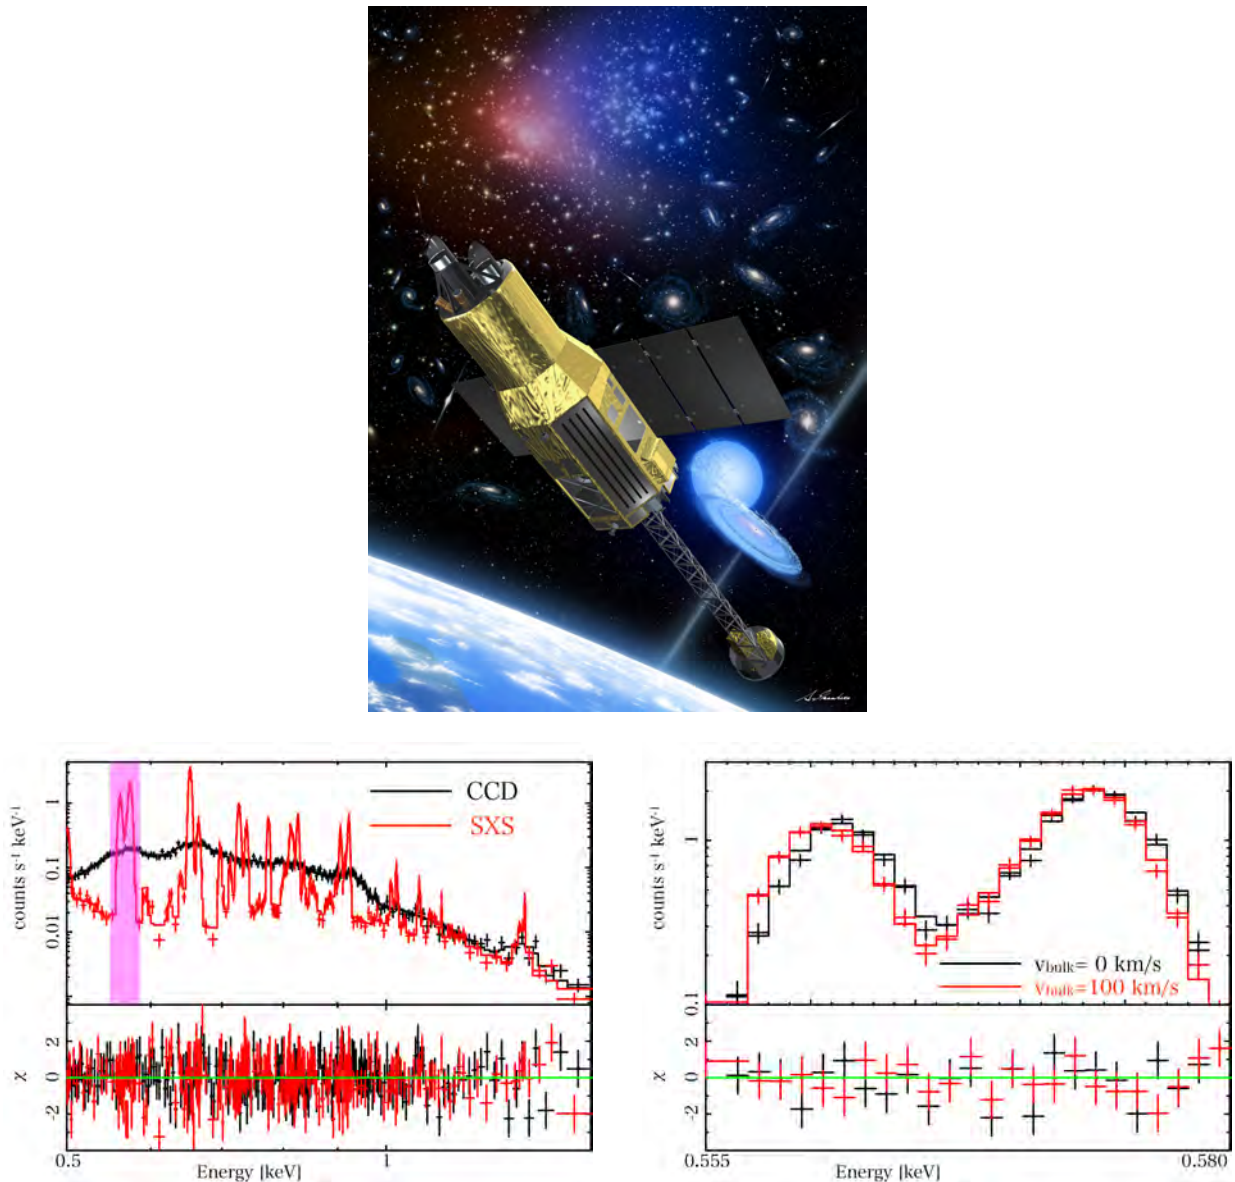 CCD
SXS
counts s⁻¹ keV⁻¹
1
0.1
0.01
χ
2
0
-2
0.5
1
Energy [keV]
counts s⁻¹ keV⁻¹
1
0.1
vbulk= 0 km/s
vbulk=100 km/s
χ
2
0
-2
0.555
0.580
Energy [keV]